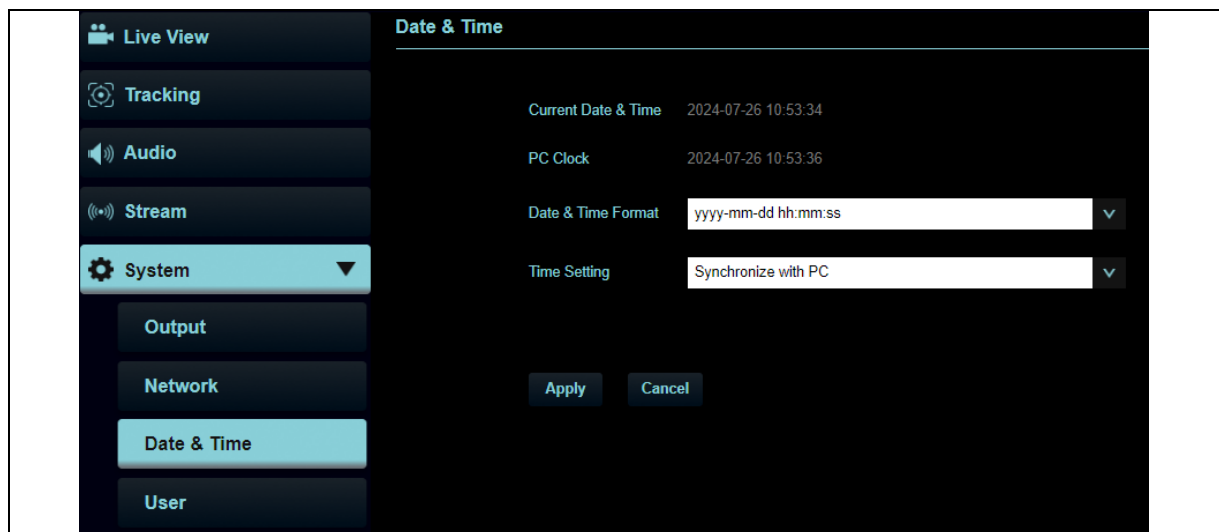 Live View
Tracking
Audio
Stream
System
Output
Network
Date & Time
User
Date & Time
Current Date & Time 2024-07-26 10:53:34
PC Clock 2024-07-26 10:53:36
Date & Time Format yyyy-mm-dd hh:mm:ss
Time Setting Synchronize with PC
Apply Cancel